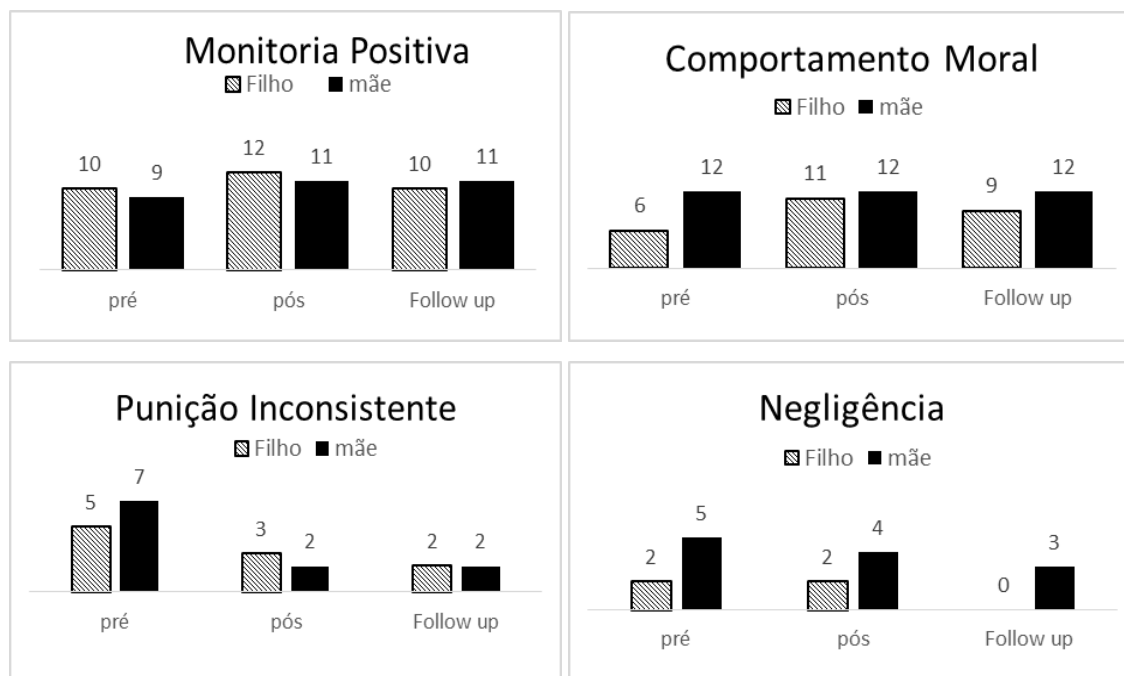 Monitoria Positiva
Filho mãe
10 9 12 11 10 11
pré pós Follow up
Comportamento Moral
Filho mãe
6 12 11 12 9 12
pré pós Follow up
Punição Inconsistente
Filho mãe
5 7 3 2 2 2
pré pós Follow up
Negligência
Filho mãe
2 5 2 4 0 3
pré pós Follow up